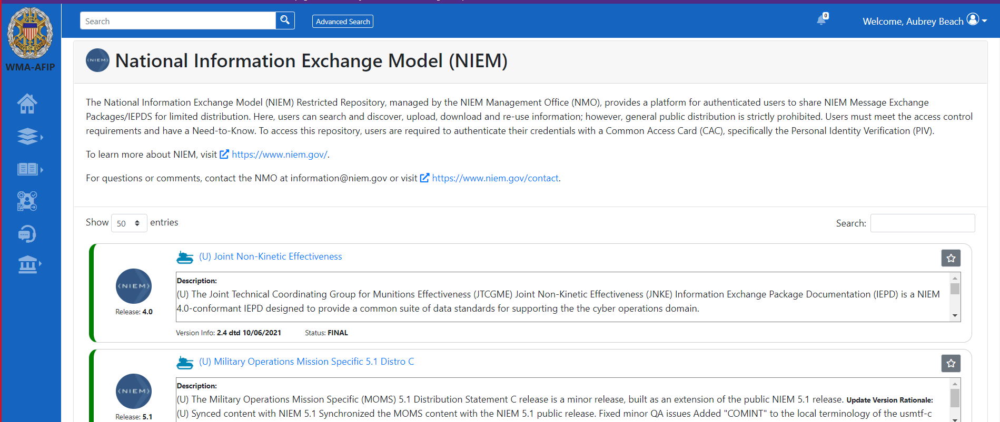 JOINT
CHIEFS OF STAFF
WMA-AFIP
Search
Advanced Search
0
Welcome, Aubrey Beach
(NIEM)
National Information Exchange Model (NIEM)
The National Information Exchange Model (NIEM) Restricted Repository, managed by the NIEM Management Office (NMO), provides a platform for authenticated users to share NIEM Message Exchange
Packages/IEPDS for limited distribution. Here, users can search and discover, upload, download and re-use information; however, general public distribution is strictly prohibited. Users must meet the access control
requirements and have a Need-to-Know. To access this repository, users are required to authenticate their credentials with a Common Access Card (CAC), specifically the Personal Identity Verification (PIV).
To learn more about NIEM, visit https://www.niem.gov/.
For questions or comments, contact the NMO at information@niem.gov or visit https://www.niem.gov/contact.
Show 50 entries
Search:
(U) Joint Non-Kinetic Effectiveness
(NIEM)
Release: 4.0
Description:
(U) The Joint Technical Coordinating Group for Munitions Effectiveness (JTCGME) Joint Non-Kinetic Effectiveness (JNKE) Information Exchange Package Documentation (IEPD) is a NIEM
4.0-conformant IEPD designed to provide a common suite of data standards for supporting the the cyber operations domain.
Version Info: 2.4 dtd 10/06/2021 Status: FINAL
(U) Military Operations Mission Specific 5.1 Distro C
(NIEM)
Release: 5.1
Description:
(U) The Military Operations Mission Specific (MOMS) 5.1 Distribution Statement C release is a minor release, built as an extension of the public NIEM 5.1 release. Update Version Rationale:
(U) Synced content with NIEM 5.1 Synchronized the MOMS content with the NIEM 5.1 public release. Fixed minor QA issues Added "COMINT" to the local terminology of the usmtf-c